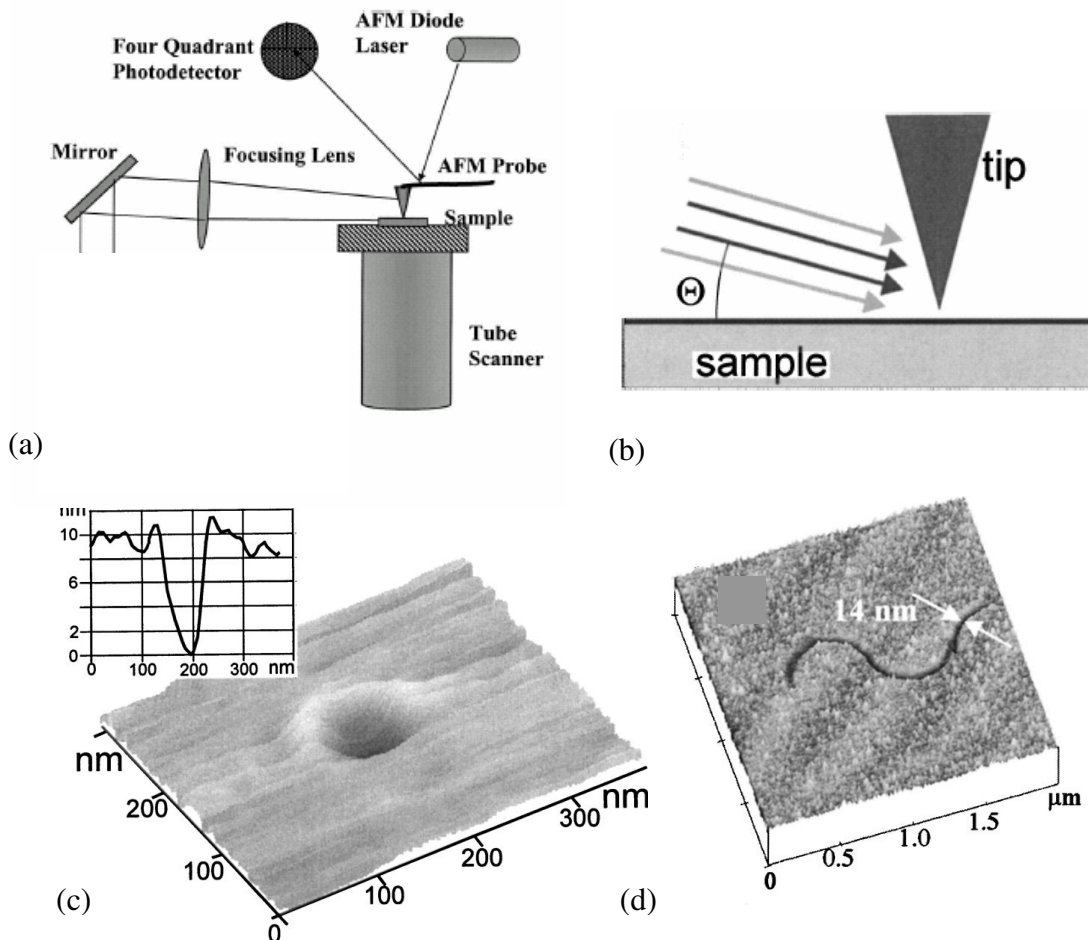 AFM Diode
Laser
Four Quadrant
Photodetector
Mirror
Focusing Lens
AFM Probe
Sample
Tube
Scanner
(a)
tip
Θ
sample
(b)
nm
10
6
2
0
0 100 200 300 nm
nm
200
100
0
100
200
300
nm
(c)
14 nm
0
0.5
1.0
1.5
μm
(d)